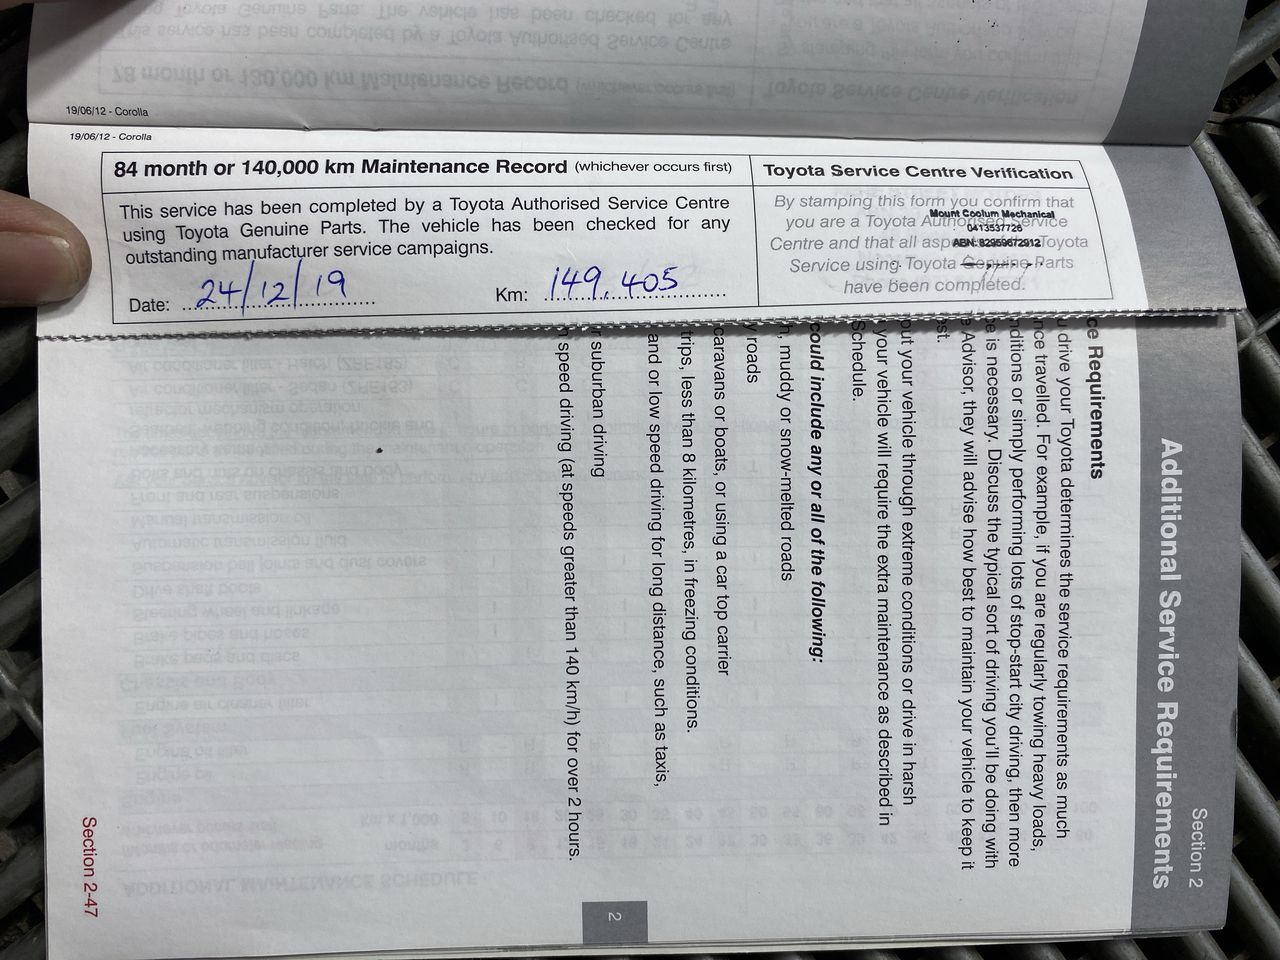 19/06/12 - Corolla
19/06/12 - Corolla
84 month or 140,000 km Maintenance Record (whichever occurs first)
This service has been completed by a Toyota Authorised Service Centre
using Toyota Genuine Parts. The vehicle has been checked for any
outstanding manufacturer service campaigns.
Date: 24/12/19
Km: 149,405
Toyota Service Centre Verification
By stamping this form you confirm that
you are a Toyota Authorised Service
Centre and that all Toyota
Service using Toyota Genuine Parts
have been completed.
Mount Coolum Mechanical
0413537726
ABN: 82959672912
Section 2
Additional Service Requirements
ce Requirements
drive your Toyota determines the service requirements as much
nce travelled. For example, if you are regularly towing heavy loads,
nditions or simply performing lots of stop-start city driving, then more
e is necessary. Discuss the typical sort of driving you'll be doing with
e Advisor, they will advise how best to maintain your vehicle to keep it
st.
out your vehicle through extreme conditions or drive in harsh
your vehicle will require the extra maintenance as described in
Schedule.
could include any or all of the following:
h, muddy or snow-melted roads
y roads
caravans or boats, or using a car top carrier
trips, less than 8 kilometres, in freezing conditions.
and or low speed driving for long distance, such as taxis,
r suburban driving
speed driving (at speeds greater than 140 km/h) for over 2 hours.
2
Section 2-47